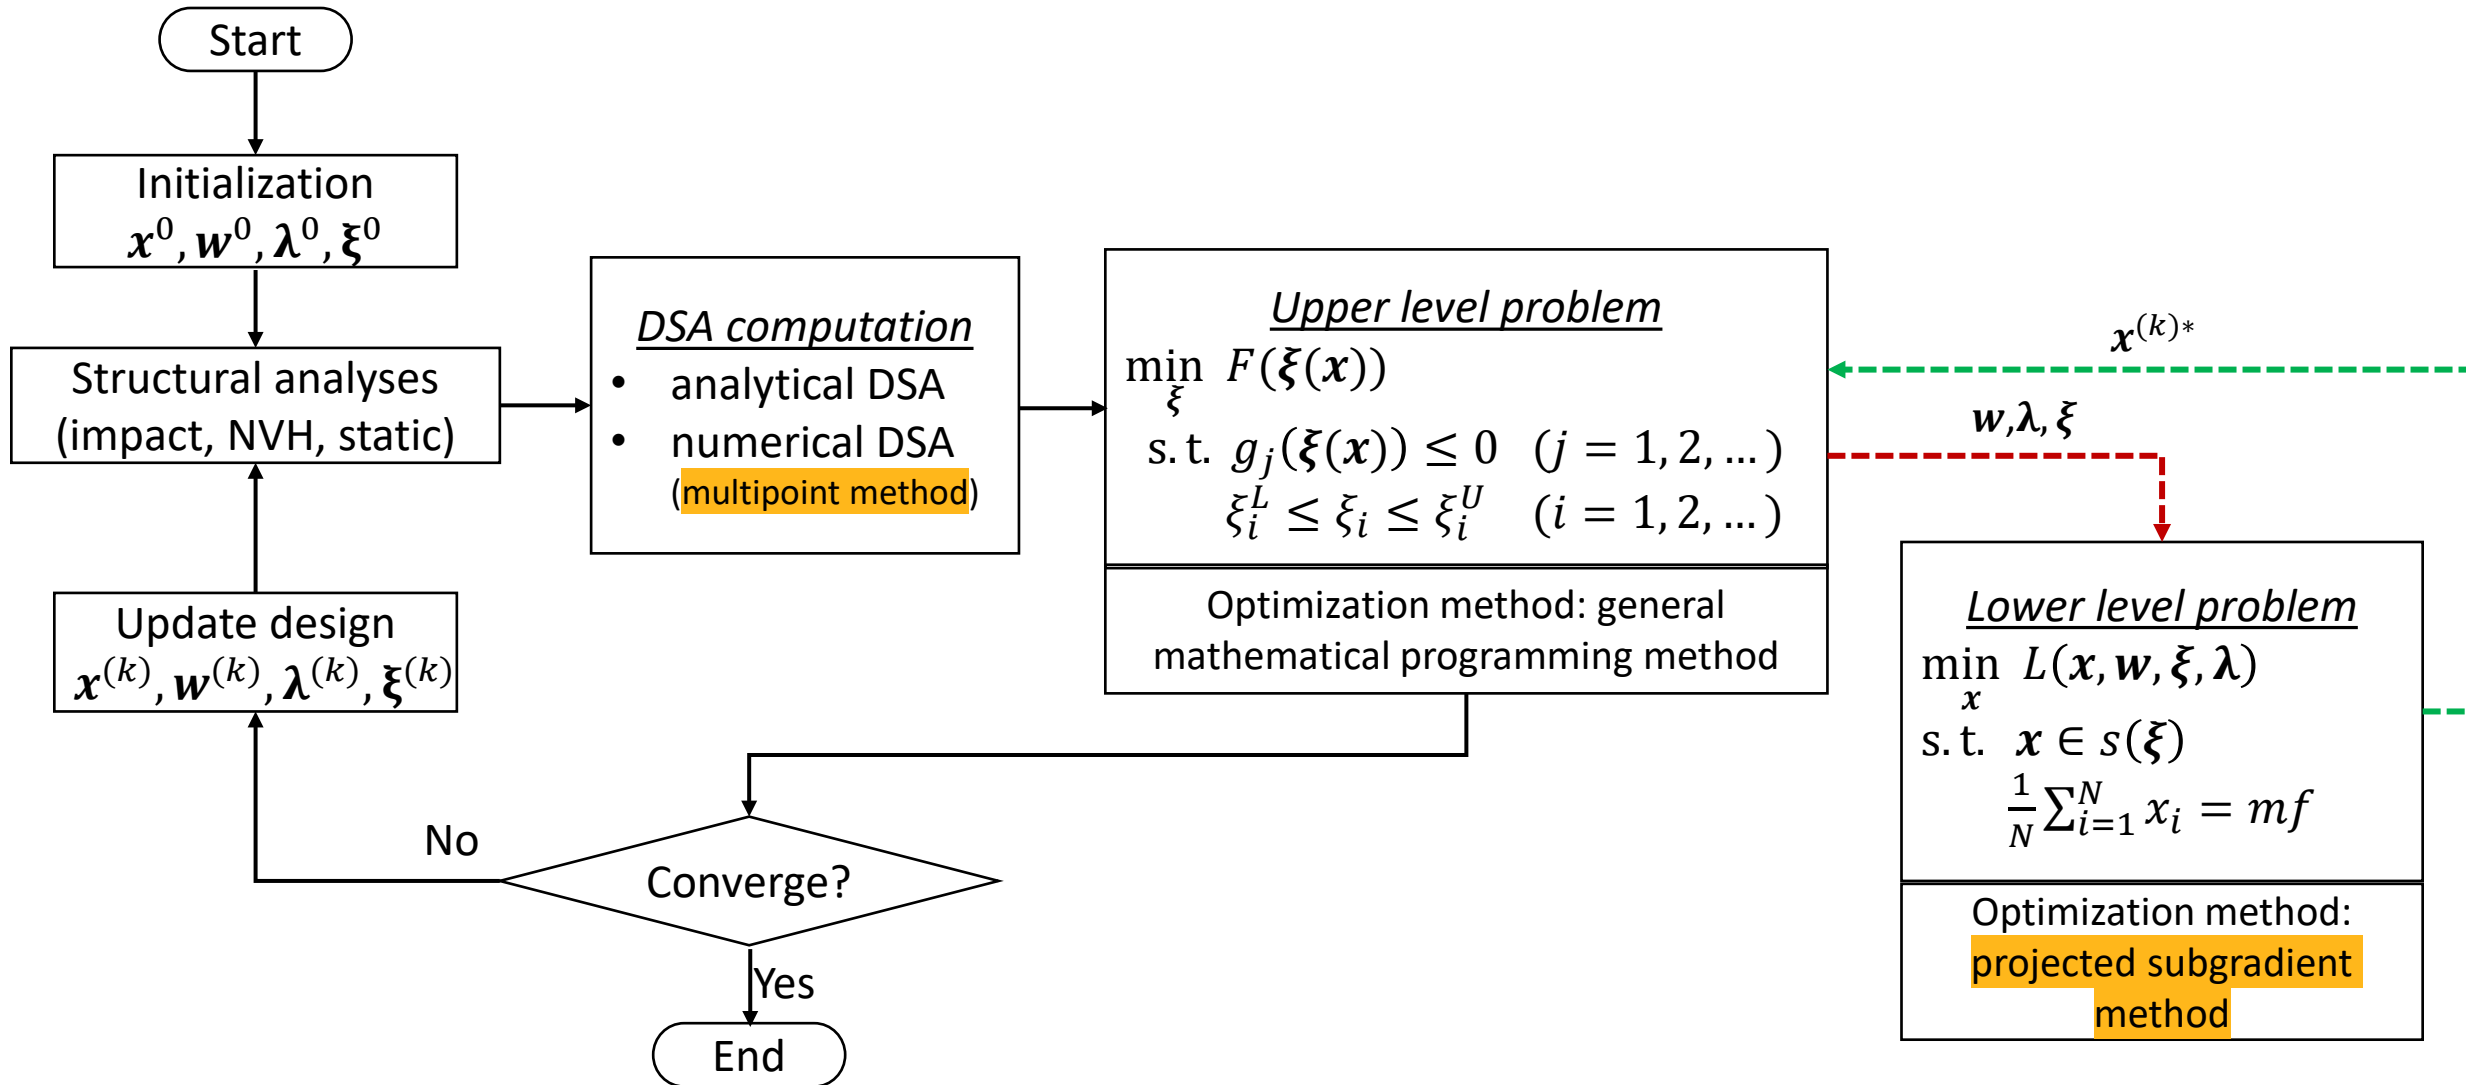 Start
Initialization
x^0, w^0, λ^0, ξ^0
Structural analyses
(impact, NVH, static)
Update design
x^(k), w^(k), λ^(k), ξ^(k)
DSA computation
• analytical DSA
• numerical DSA
(multipoint method)
Upper level problem
min F(ξ(x))
ξ
s.t. g_j(ξ(x)) ≤ 0 (j = 1, 2, …)
ξ_i^L ≤ ξ_i ≤ ξ_i^U (i = 1, 2, …)
Optimization method: general
mathematical programming method
x^(k)*
w,λ,ξ
Lower level problem
min L(x, w, ξ, λ)
x
s.t. x ∈ s(ξ)
1/N ∑_{i=1}^N x_i = mf
Optimization method:
projected subgradient
method
No
Converge?
Yes
End